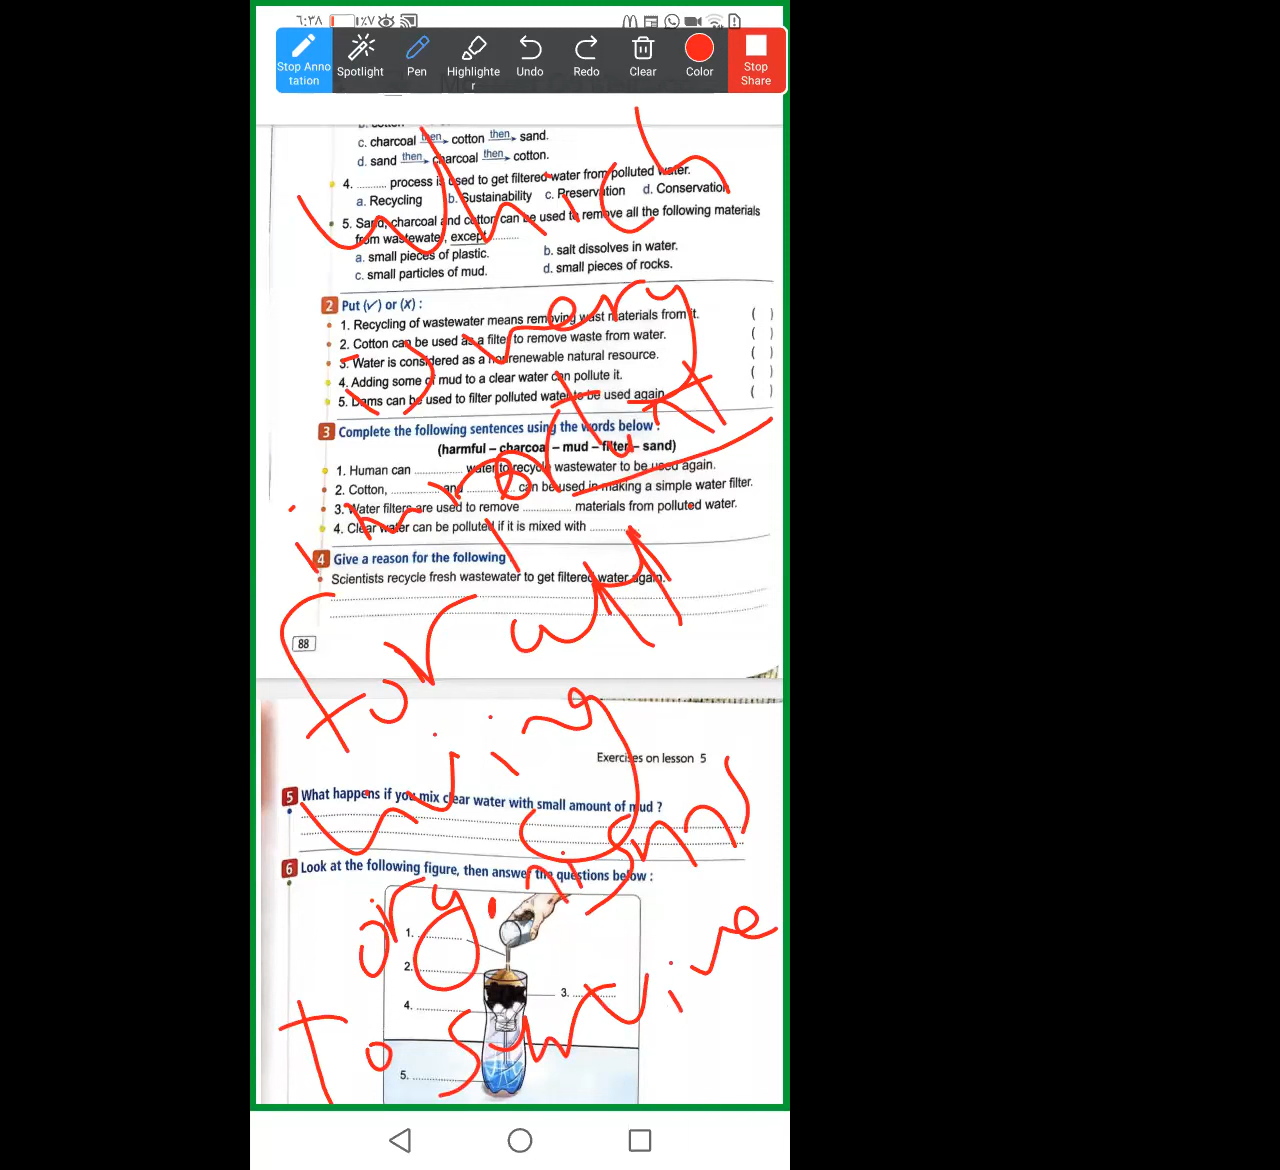 ٦:٣٨
٪٧
Stop Anno
tation
Spotlight
Pen
Highlighte
r
Undo
Redo
Clear
Color
Stop
Share
c. charcoal then cotton then sand.
d. sand then charcoal then cotton.
4. .......... process is used to get filtered water from polluted water.
a. Recycling b. Sustainability c. Preservation d. Conservation
5. Sand, charcoal and cotton can be used to remove all the following materials
from wastewater, except ..........
a. small pieces of plastic. b. salt dissolves in water.
c. small particles of mud. d. small pieces of rocks.
2 Put (✓) or (✗) :
1. Recycling of wastewater means removing wast materials from it. ( )
2. Cotton can be used as a filter to remove waste from water. ( )
3. Water is considered as a nonrenewable natural resource. ( )
4. Adding some of mud to a clear water can pollute it. ( )
5. Dams can be used to filter polluted water to be used again. ( )
3 Complete the following sentences using the words below :
(harmful – charcoal – mud – filter – sand)
1. Human can .............. water to recycle wastewater to be used again.
2. Cotton, .............. and .............. can be used in making a simple water filter.
3. Water filters are used to remove .............. materials from polluted water.
4. Clear water can be polluted if it is mixed with ..............
4 Give a reason for the following
Scientists recycle fresh wastewater to get filtered water again.
88
Exercises on lesson 5
5 What happens if you mix clear water with small amount of mud ?
6 Look at the following figure, then answer the questions below :
1. ..............
2. ..............
3. ..............
4. ..............
5. ..............
which
is very
important
for all
living
organisms
to survive